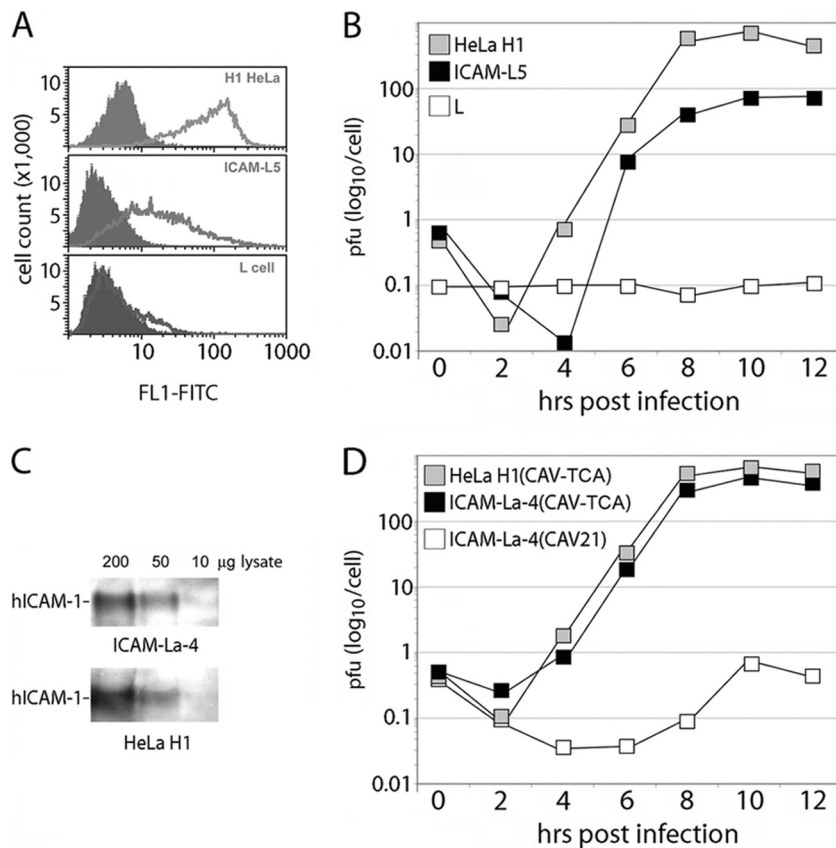 A
H1 HeLa
10
5
ICAM-L5
10
5
L cell
10
5
cell count (x1,000)
10 100 1000
FL1-FITC
B
HeLa H1
ICAM-L5
L
100
10
1
0.1
0.01
pfu (log10/cell)
0 2 4 6 8 10 12
hrs post infection
C
200 50 10 μg lysate
hICAM-1-
ICAM-La-4
hICAM-1-
HeLa H1
D
HeLa H1(CAV-TCA)
ICAM-La-4(CAV-TCA)
ICAM-La-4(CAV21)
100
10
1
0.1
0.01
pfu (log10/cell)
0 2 4 6 8 10 12
hrs post infection